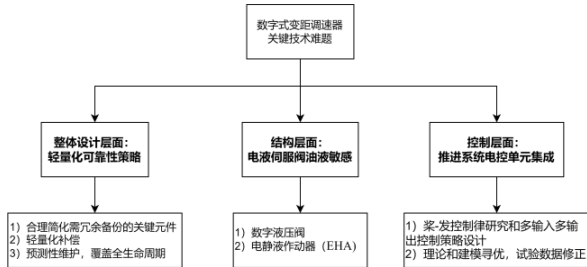 数字式变距调速器
关键技术难题
整体设计层面：
轻量化可靠性策略
结构层面：
电液伺服阀油液敏感
控制层面：
推进系统电控单元集成
1）合理简化需冗余备份的关键元件
2）轻量化补偿
3）预测性维护，覆盖全生命周期
1）数字液压阀
2）电静液作动器（EHA）
1）桨-发控制律研究和多输入多输
出控制策略设计
2）理论和建模寻优，试验数据修正